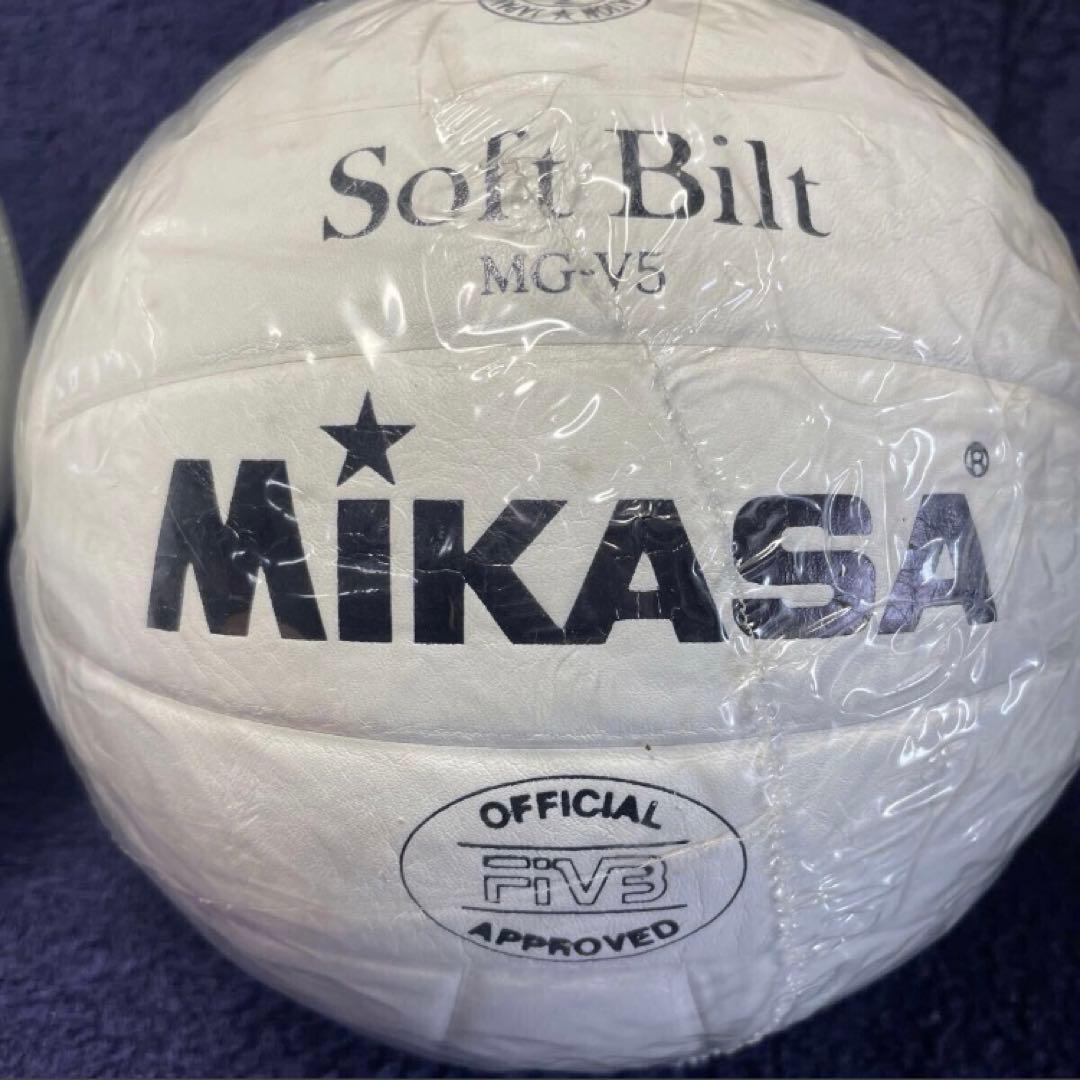 Soft Bilt
MG-V5
MiKASA®
OFFICIAL
FiVB
APPROVED